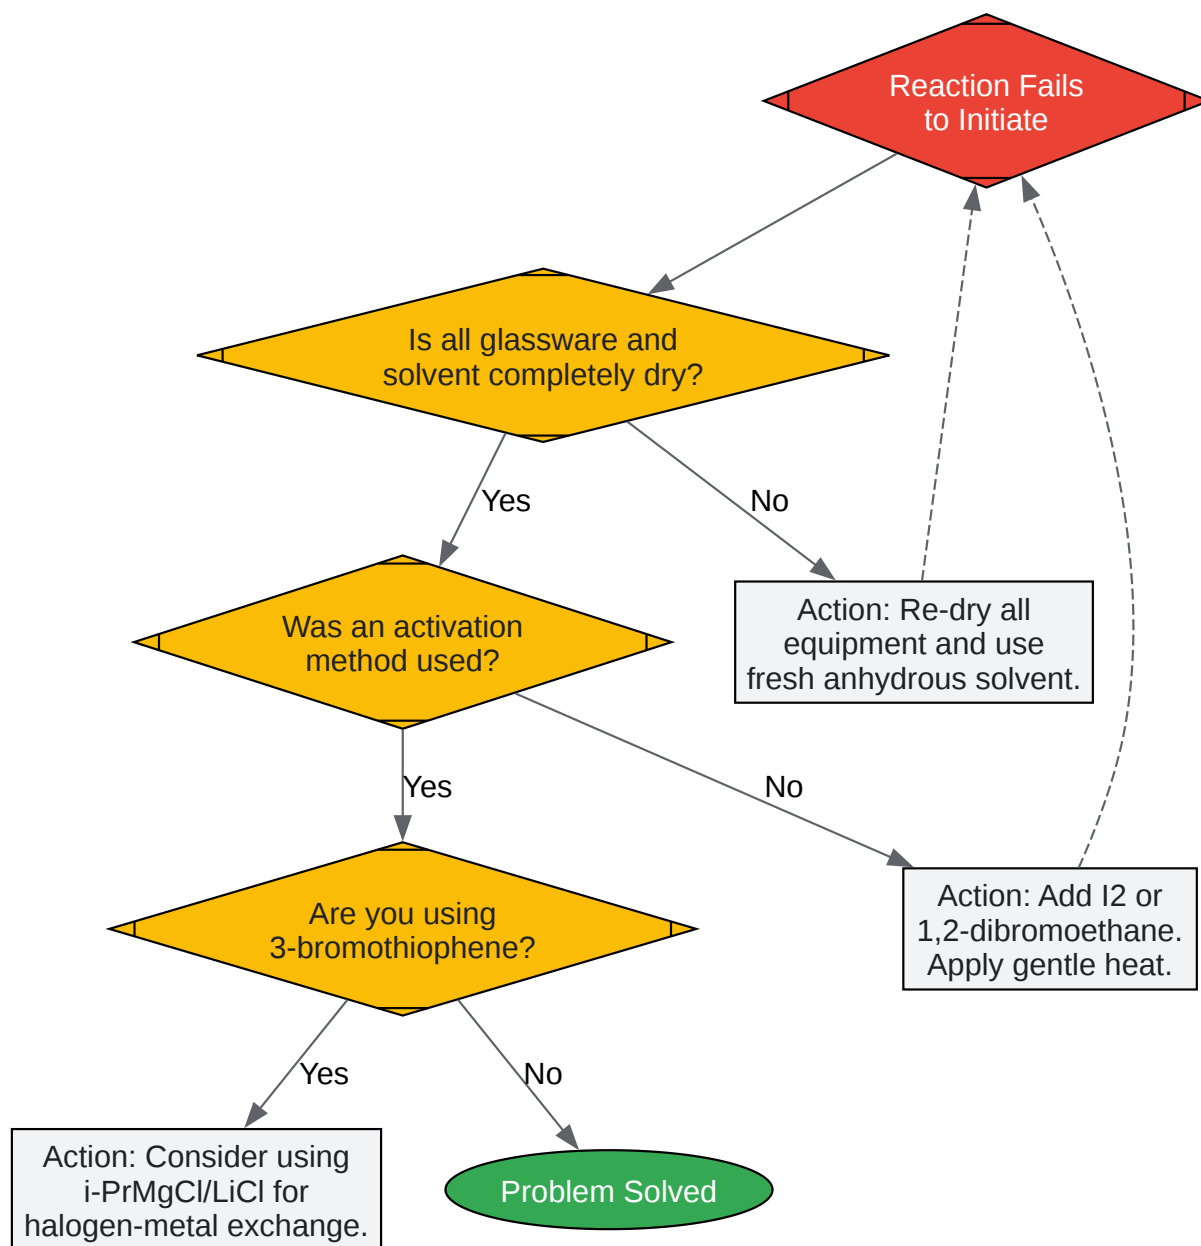 Reaction Fails
to Initiate
Is all glassware and
solvent completely dry?
Yes
No
Was an activation
method used?
Action: Re-dry all
equipment and use
fresh anhydrous solvent.
Yes
No
Are you using
3-bromothiophene?
Action: Add I2 or
1,2-dibromoethane.
Apply gentle heat.
Yes
No
Action: Consider using
i-PrMgCl/LiCl for
halogen-metal exchange.
Problem Solved